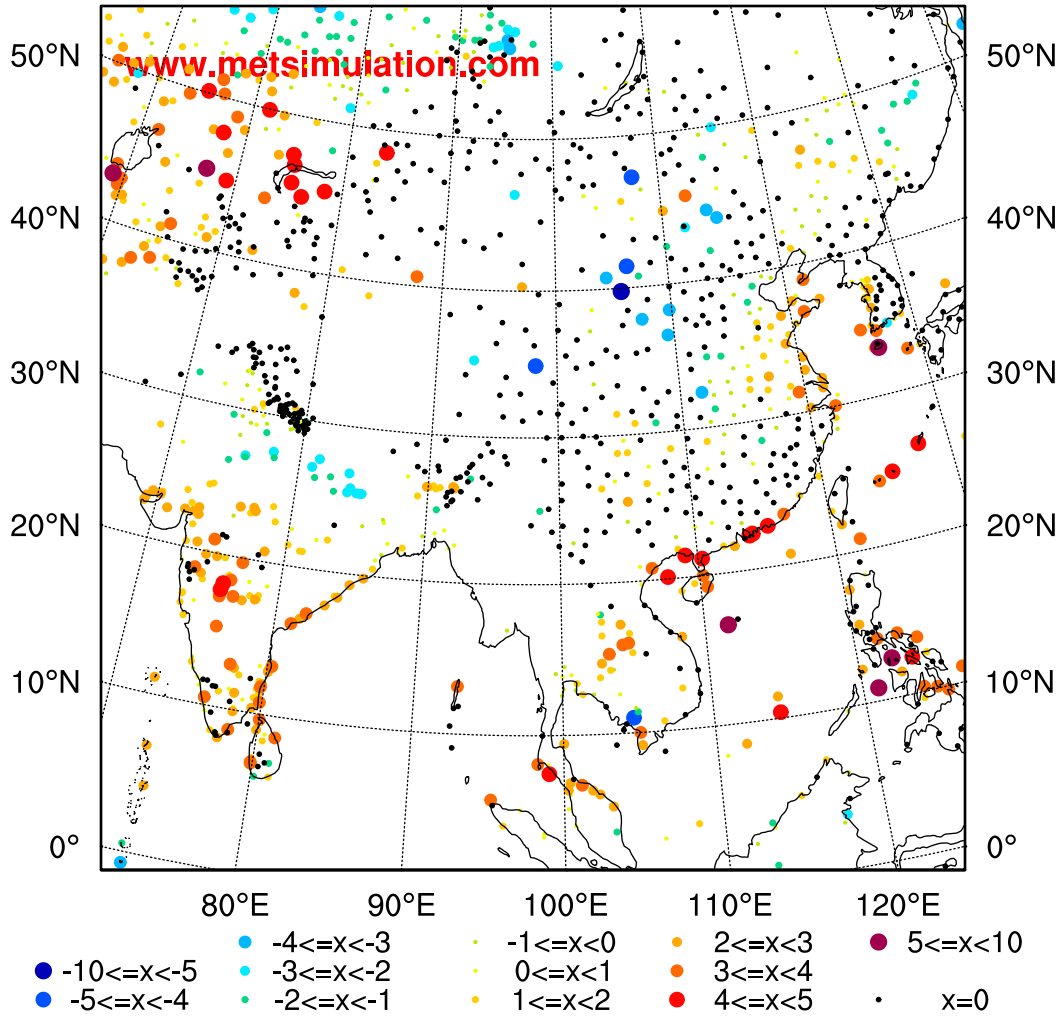 50°N 50°N
www.metsimulation.com
40°N 40°N
30°N 30°N
20°N 20°N
10°N 10°N
0° 0°
80°E 90°E 100°E 110°E 120°E
-4<=x<-3 -1<=x<0 2<=x<3 5<=x<10
-10<=x<-5 -3<=x<-2 0<=x<1 3<=x<4
-5<=x<-4 -2<=x<-1 1<=x<2 4<=x<5 x=0